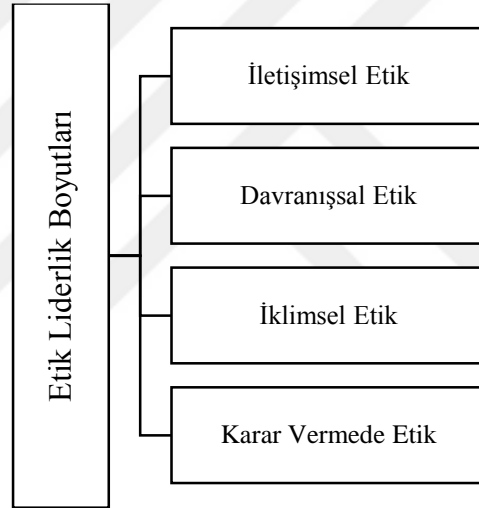 Etik Liderlik Boyutları
İletişimsel Etik
Davranışsal Etik
İklimsel Etik
Karar Vermede Etik